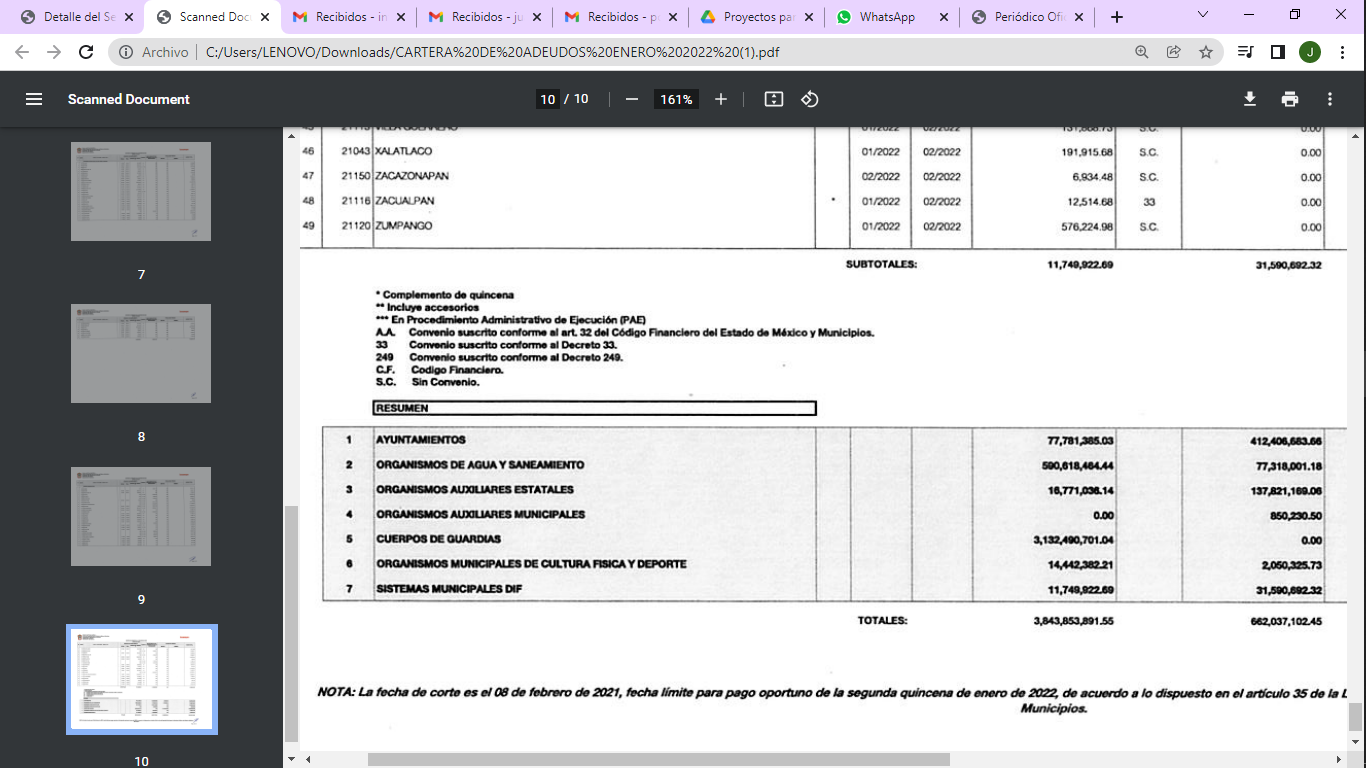 Detalle del Se
Scanned Doc
Recibidos - in
Recibidos - ju
Recibidos - p
Proyectos pa
WhatsApp
Periódico Ofi
Archivo C:/Users/LENOVO/Downloads/CARTERA%20DE%20ADEUDOS%20ENERO%202022%20(1).pdf
J
Scanned Document
10 / 10
161%
7
8
9
10
46 21043 XALATLACO 01/2022 02/2022 191,915.68 S.C. 0.00
47 21150 ZACAZONAPAN 02/2022 02/2022 6,934.48 S.C. 0.00
48 21116 ZACUALPAN * 01/2022 02/2022 12,514.68 33 0.00
49 21120 ZUMPANGO 01/2022 02/2022 576,224.98 S.C. 0.00
SUBTOTALES: 11,749,922.69 31,590,692.32
* Complemento de quincena
** Incluye accesorios
*** En Procedimiento Administrativo de Ejecución (PAE)
A.A. Convenio suscrito conforme al art. 32 del Código Financiero del Estado de México y Municipios.
33 Convenio suscrito conforme al Decreto 33.
249 Convenio suscrito conforme al Decreto 249.
C.F. Codigo Financiero.
S.C. Sin Convenio.
RESUMEN
1 AYUNTAMIENTOS 77,781,385.03 412,406,683.66
2 ORGANISMOS DE AGUA Y SANEAMIENTO 590,618,464.44 77,318,001.18
3 ORGANISMOS AUXILIARES ESTATALES 16,771,036.14 137,821,169.06
4 ORGANISMOS AUXILIARES MUNICIPALES 0.00 850,230.50
5 CUERPOS DE GUARDIAS 3,132,490,701.04 0.00
6 ORGANISMOS MUNICIPALES DE CULTURA FISICA Y DEPORTE 14,442,382.21 2,050,325.73
7 SISTEMAS MUNICIPALES DIF 11,749,922.69 31,590,692.32
TOTALES: 3,843,853,891.55 662,037,102.45
NOTA: La fecha de corte es el 08 de febrero de 2021, fecha límite para pago oportuno de la segunda quincena de enero de 2022, de acuerdo a lo dispuesto en el artículo 35 de la L
Municipios.